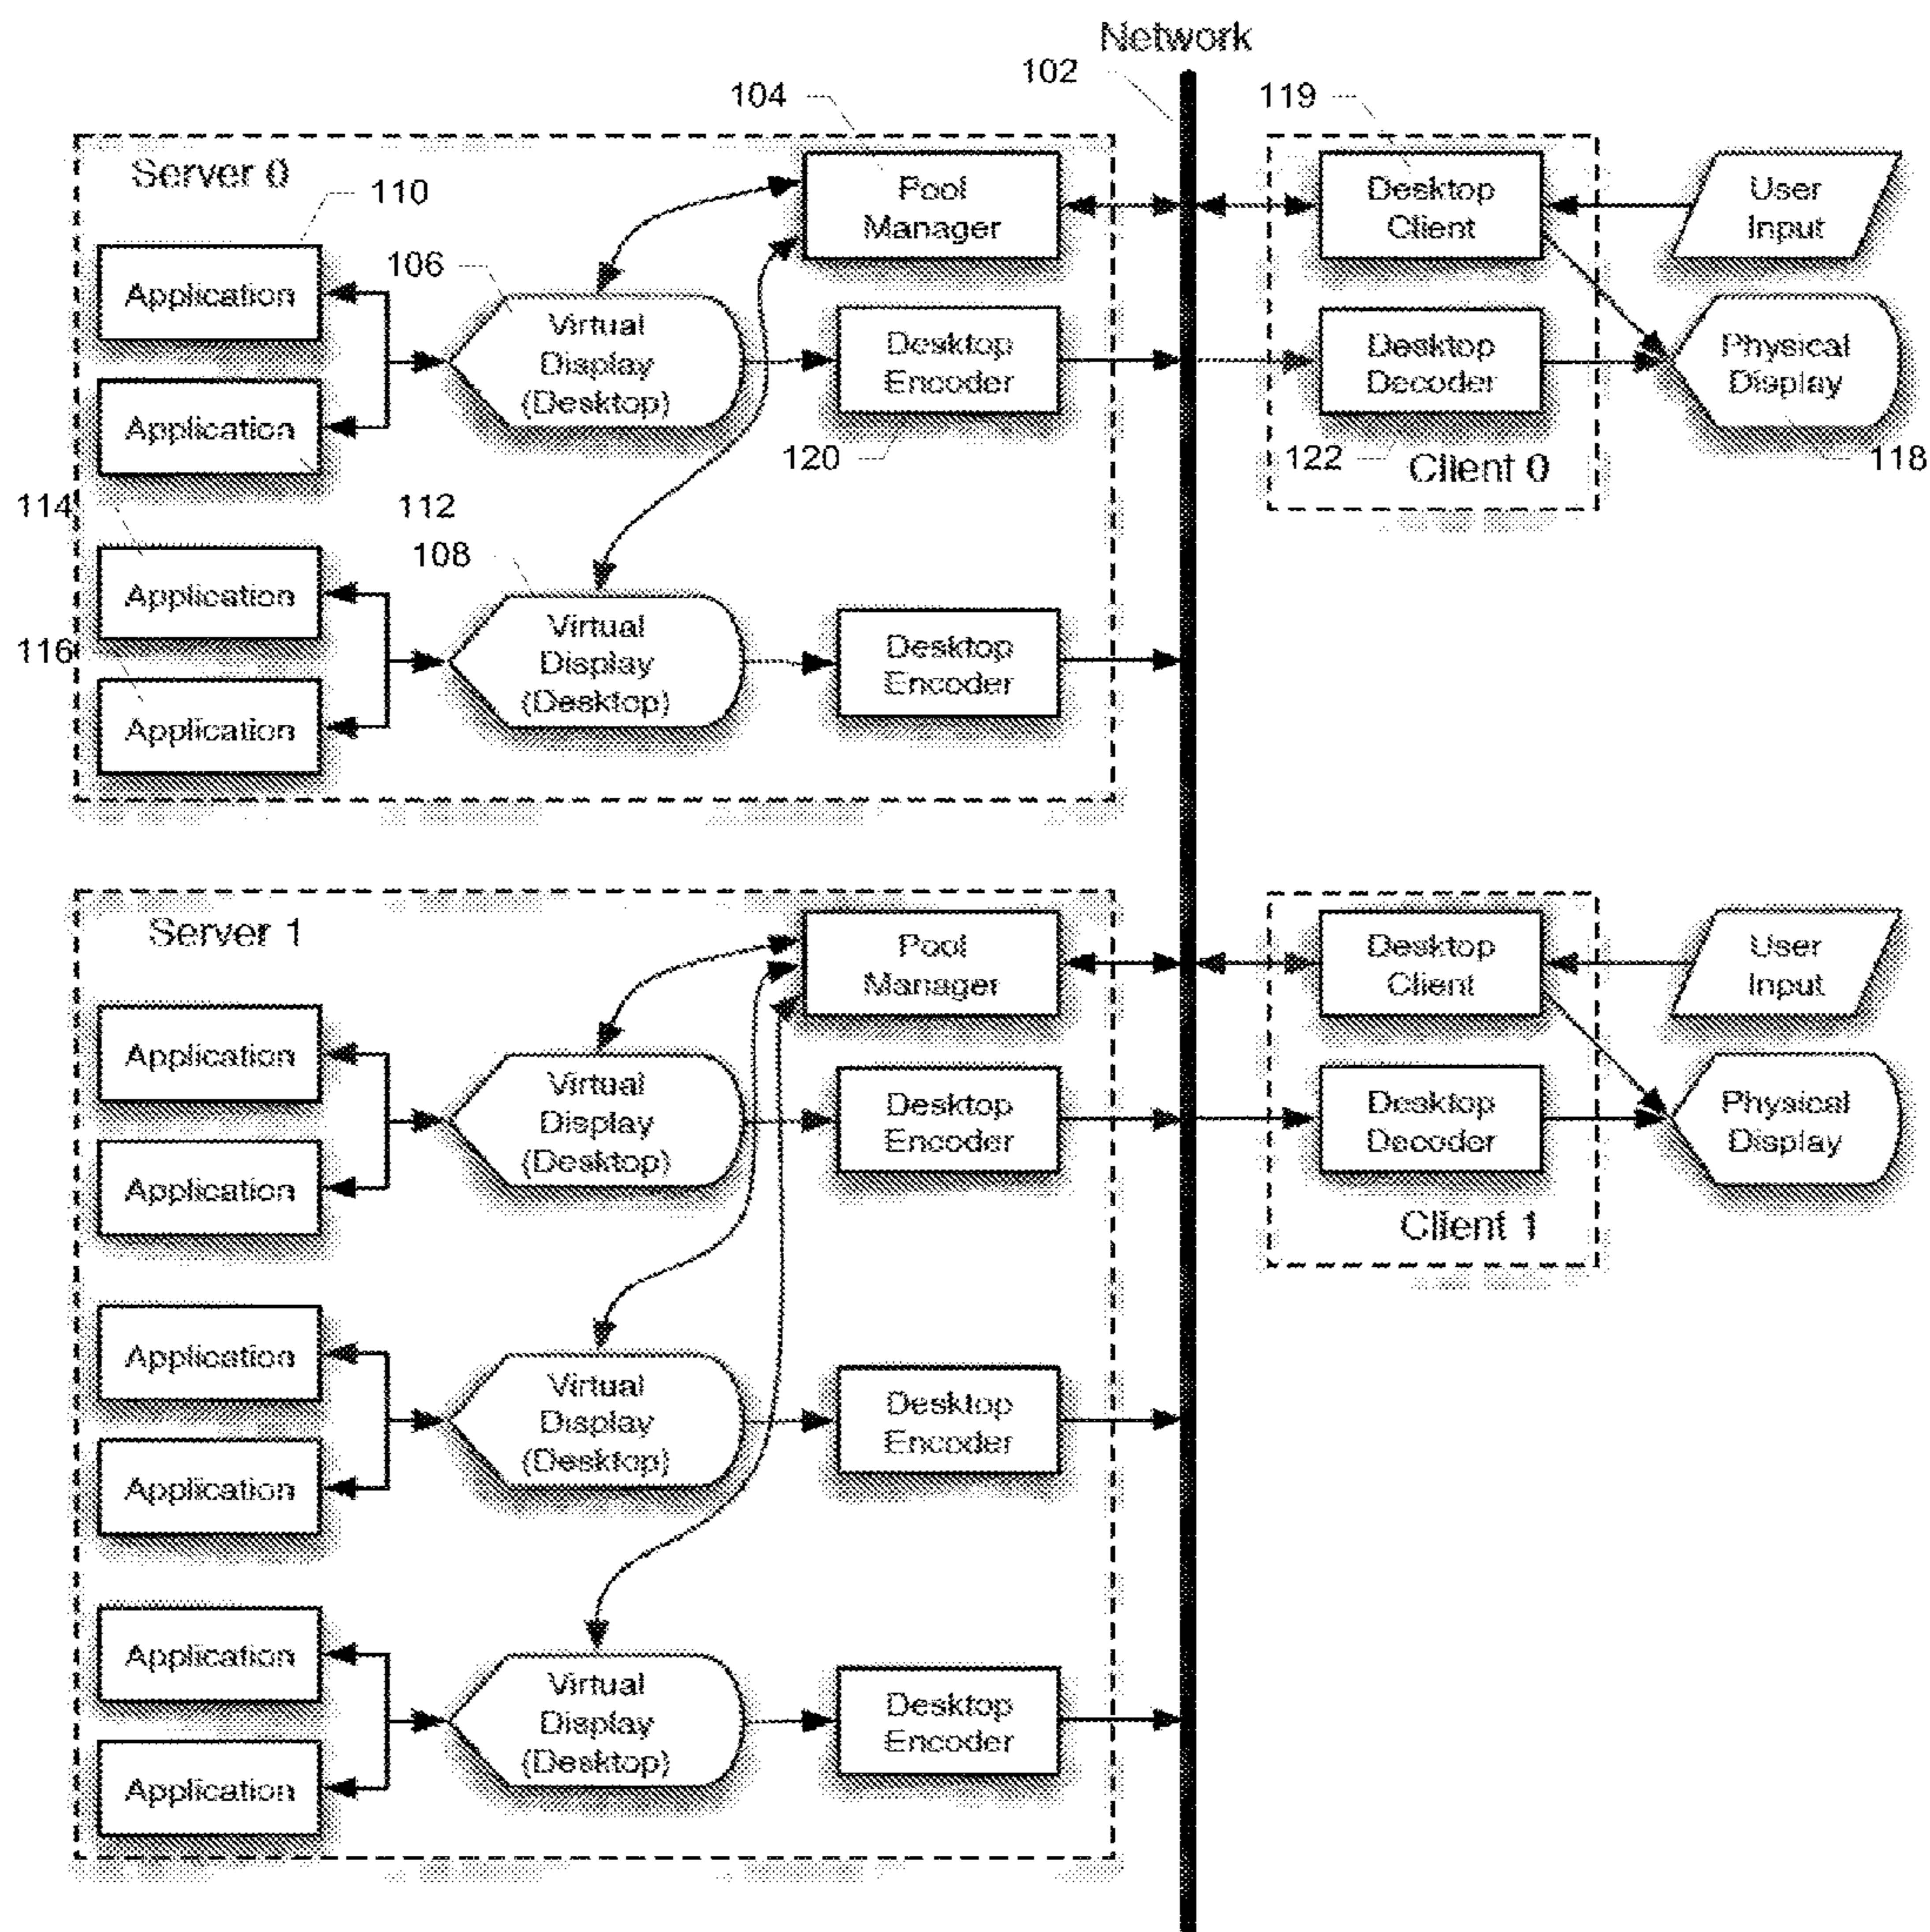 Network
102
104
119
Server 0
110
Pool
Manager
Desktop
Client
User
Input
106
Application
Virtual
Display
(Desktop)
Desktop
Encoder
Desktop
Decoder
Physical
Display
Application
120
122
Client 0
118
114
112
108
Application
Virtual
Display
(Desktop)
Desktop
Encoder
116
Application
Server 1
Pool
Manager
Desktop
Client
User
Input
Application
Virtual
Display
(Desktop)
Desktop
Encoder
Desktop
Decoder
Physical
Display
Application
Client 1
Application
Virtual
Display
(Desktop)
Desktop
Encoder
Application
Application
Virtual
Display
(Desktop)
Desktop
Encoder
Application